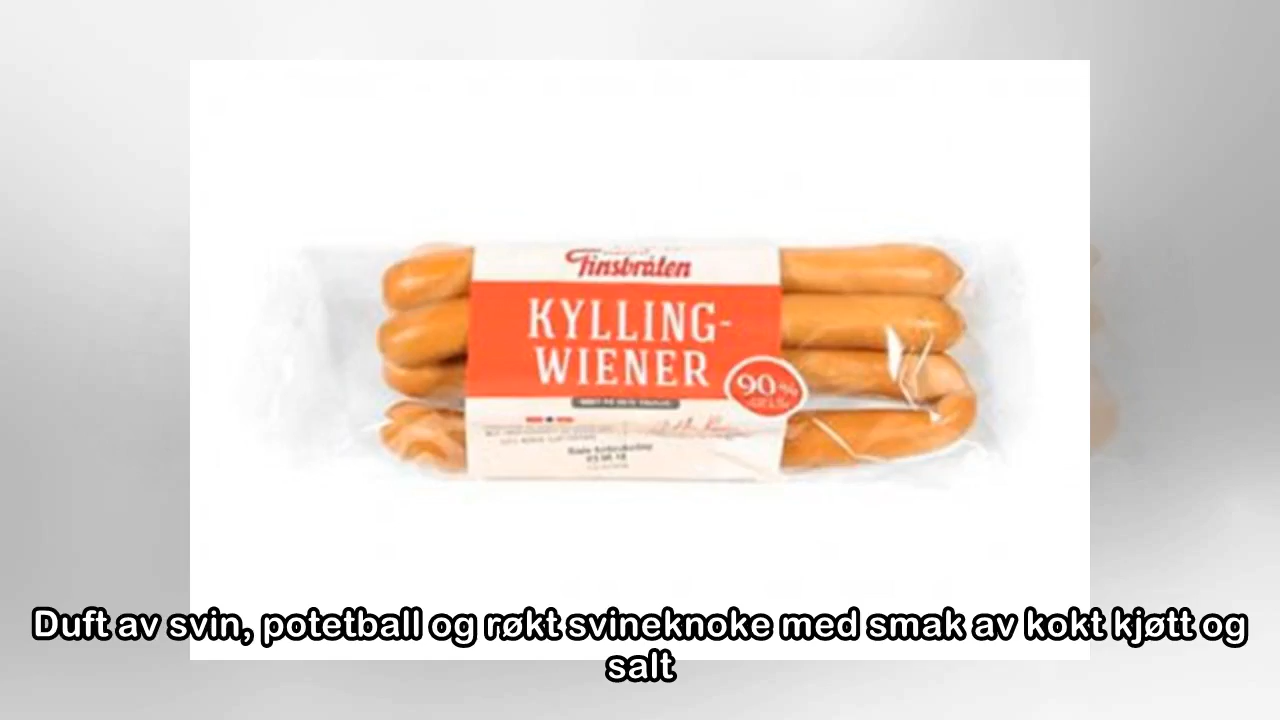 Finsbråten
KYLLING-
WIENER
90%
Duft av svin, potetball og røkt svineknoke med smak av kokt kjøtt og
salt